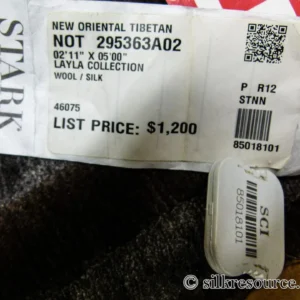 STARK
NEW ORIENTAL TIBETAN
NOT 295363A02
02'11" X 05'00"
LAYLA COLLECTION
WOOL / SILK
46075
LIST PRICE: $1,200
P R12
STNN
85018101
SCI
85018101
© silkresource.c